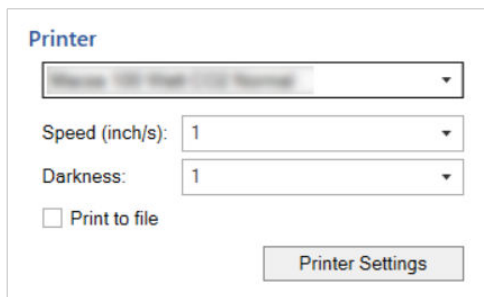 Printer
Speed (inch/s): 1
Darkness: 1
Print to file
Printer Settings